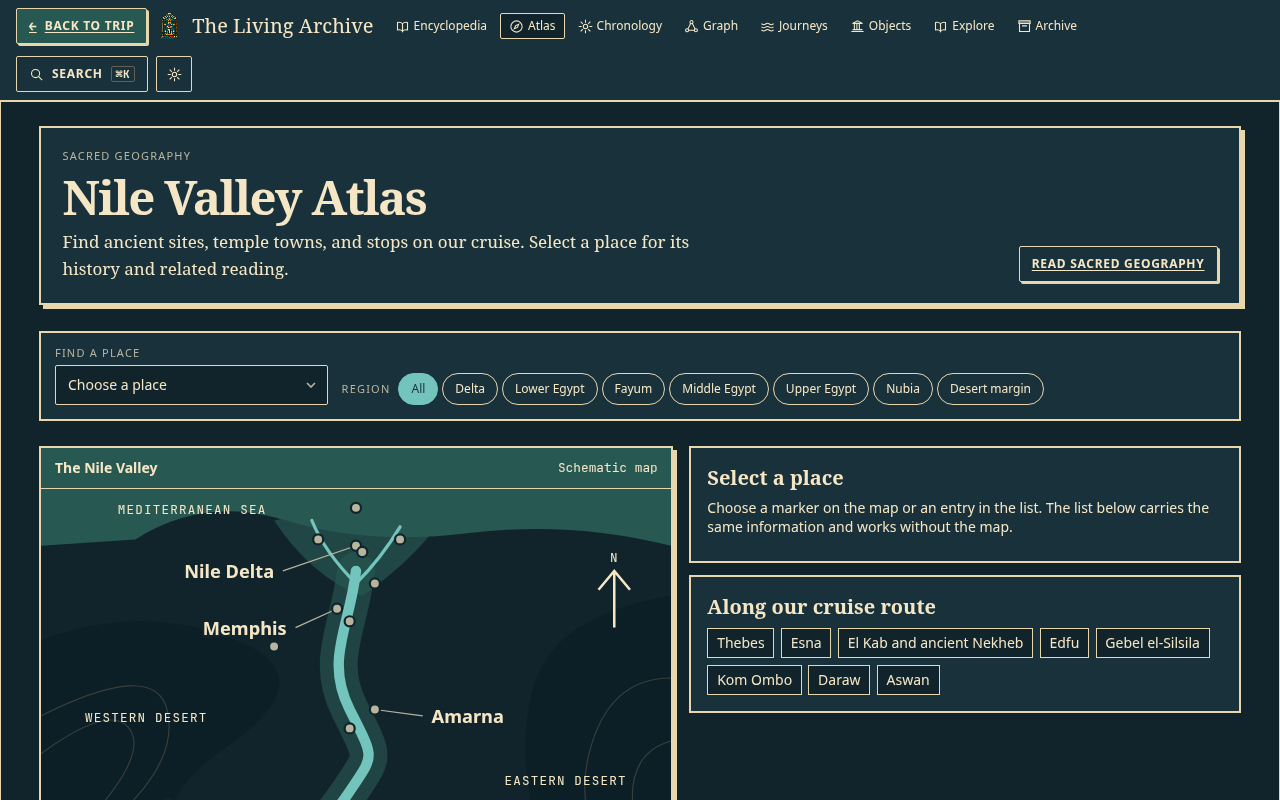 ← BACK TO TRIP
The Living Archive
Encyclopedia
Atlas
Chronology
Graph
Journeys
Objects
Explore
Archive
SEARCH ⌘K
SACRED GEOGRAPHY
Nile Valley Atlas
Find ancient sites, temple towns, and stops on our cruise. Select a place for its
history and related reading.
READ SACRED GEOGRAPHY
FIND A PLACE
Choose a place
REGION
All
Delta
Lower Egypt
Fayum
Middle Egypt
Upper Egypt
Nubia
Desert margin
The Nile Valley
Schematic map
MEDITERRANEAN SEA
N
Nile Delta
Memphis
WESTERN DESERT
Amarna
EASTERN DESERT
Select a place
Choose a marker on the map or an entry in the list. The list below carries the
same information and works without the map.
Along our cruise route
Thebes
Esna
El Kab and ancient Nekheb
Edfu
Gebel el-Silsila
Kom Ombo
Daraw
Aswan